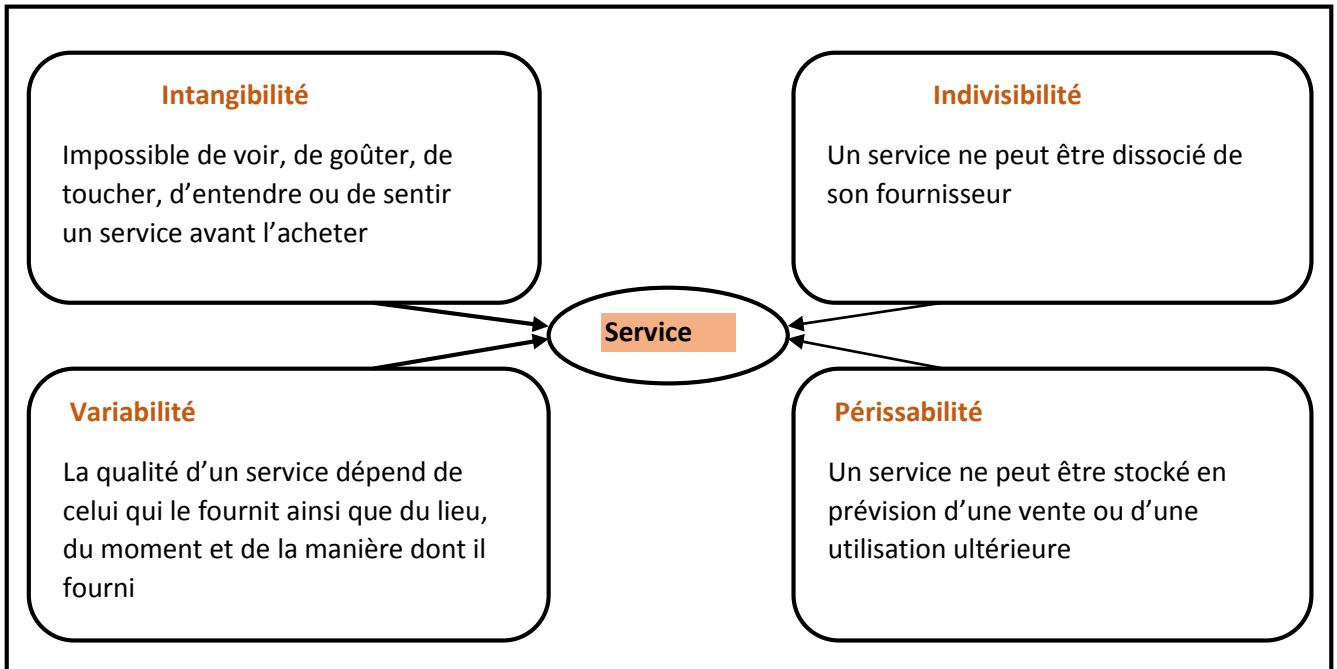 Intangibilité
Impossible de voir, de goûter, de
toucher, d’entendre ou de sentir
un service avant l’acheter
Indivisibilité
Un service ne peut être dissocié de
son fournisseur
Service
Variabilité
La qualité d’un service dépend de
celui qui le fournit ainsi que du lieu,
du moment et de la manière dont il
fourni
Périssabilité
Un service ne peut être stocké en
prévision d’une vente ou d’une
utilisation ultérieure